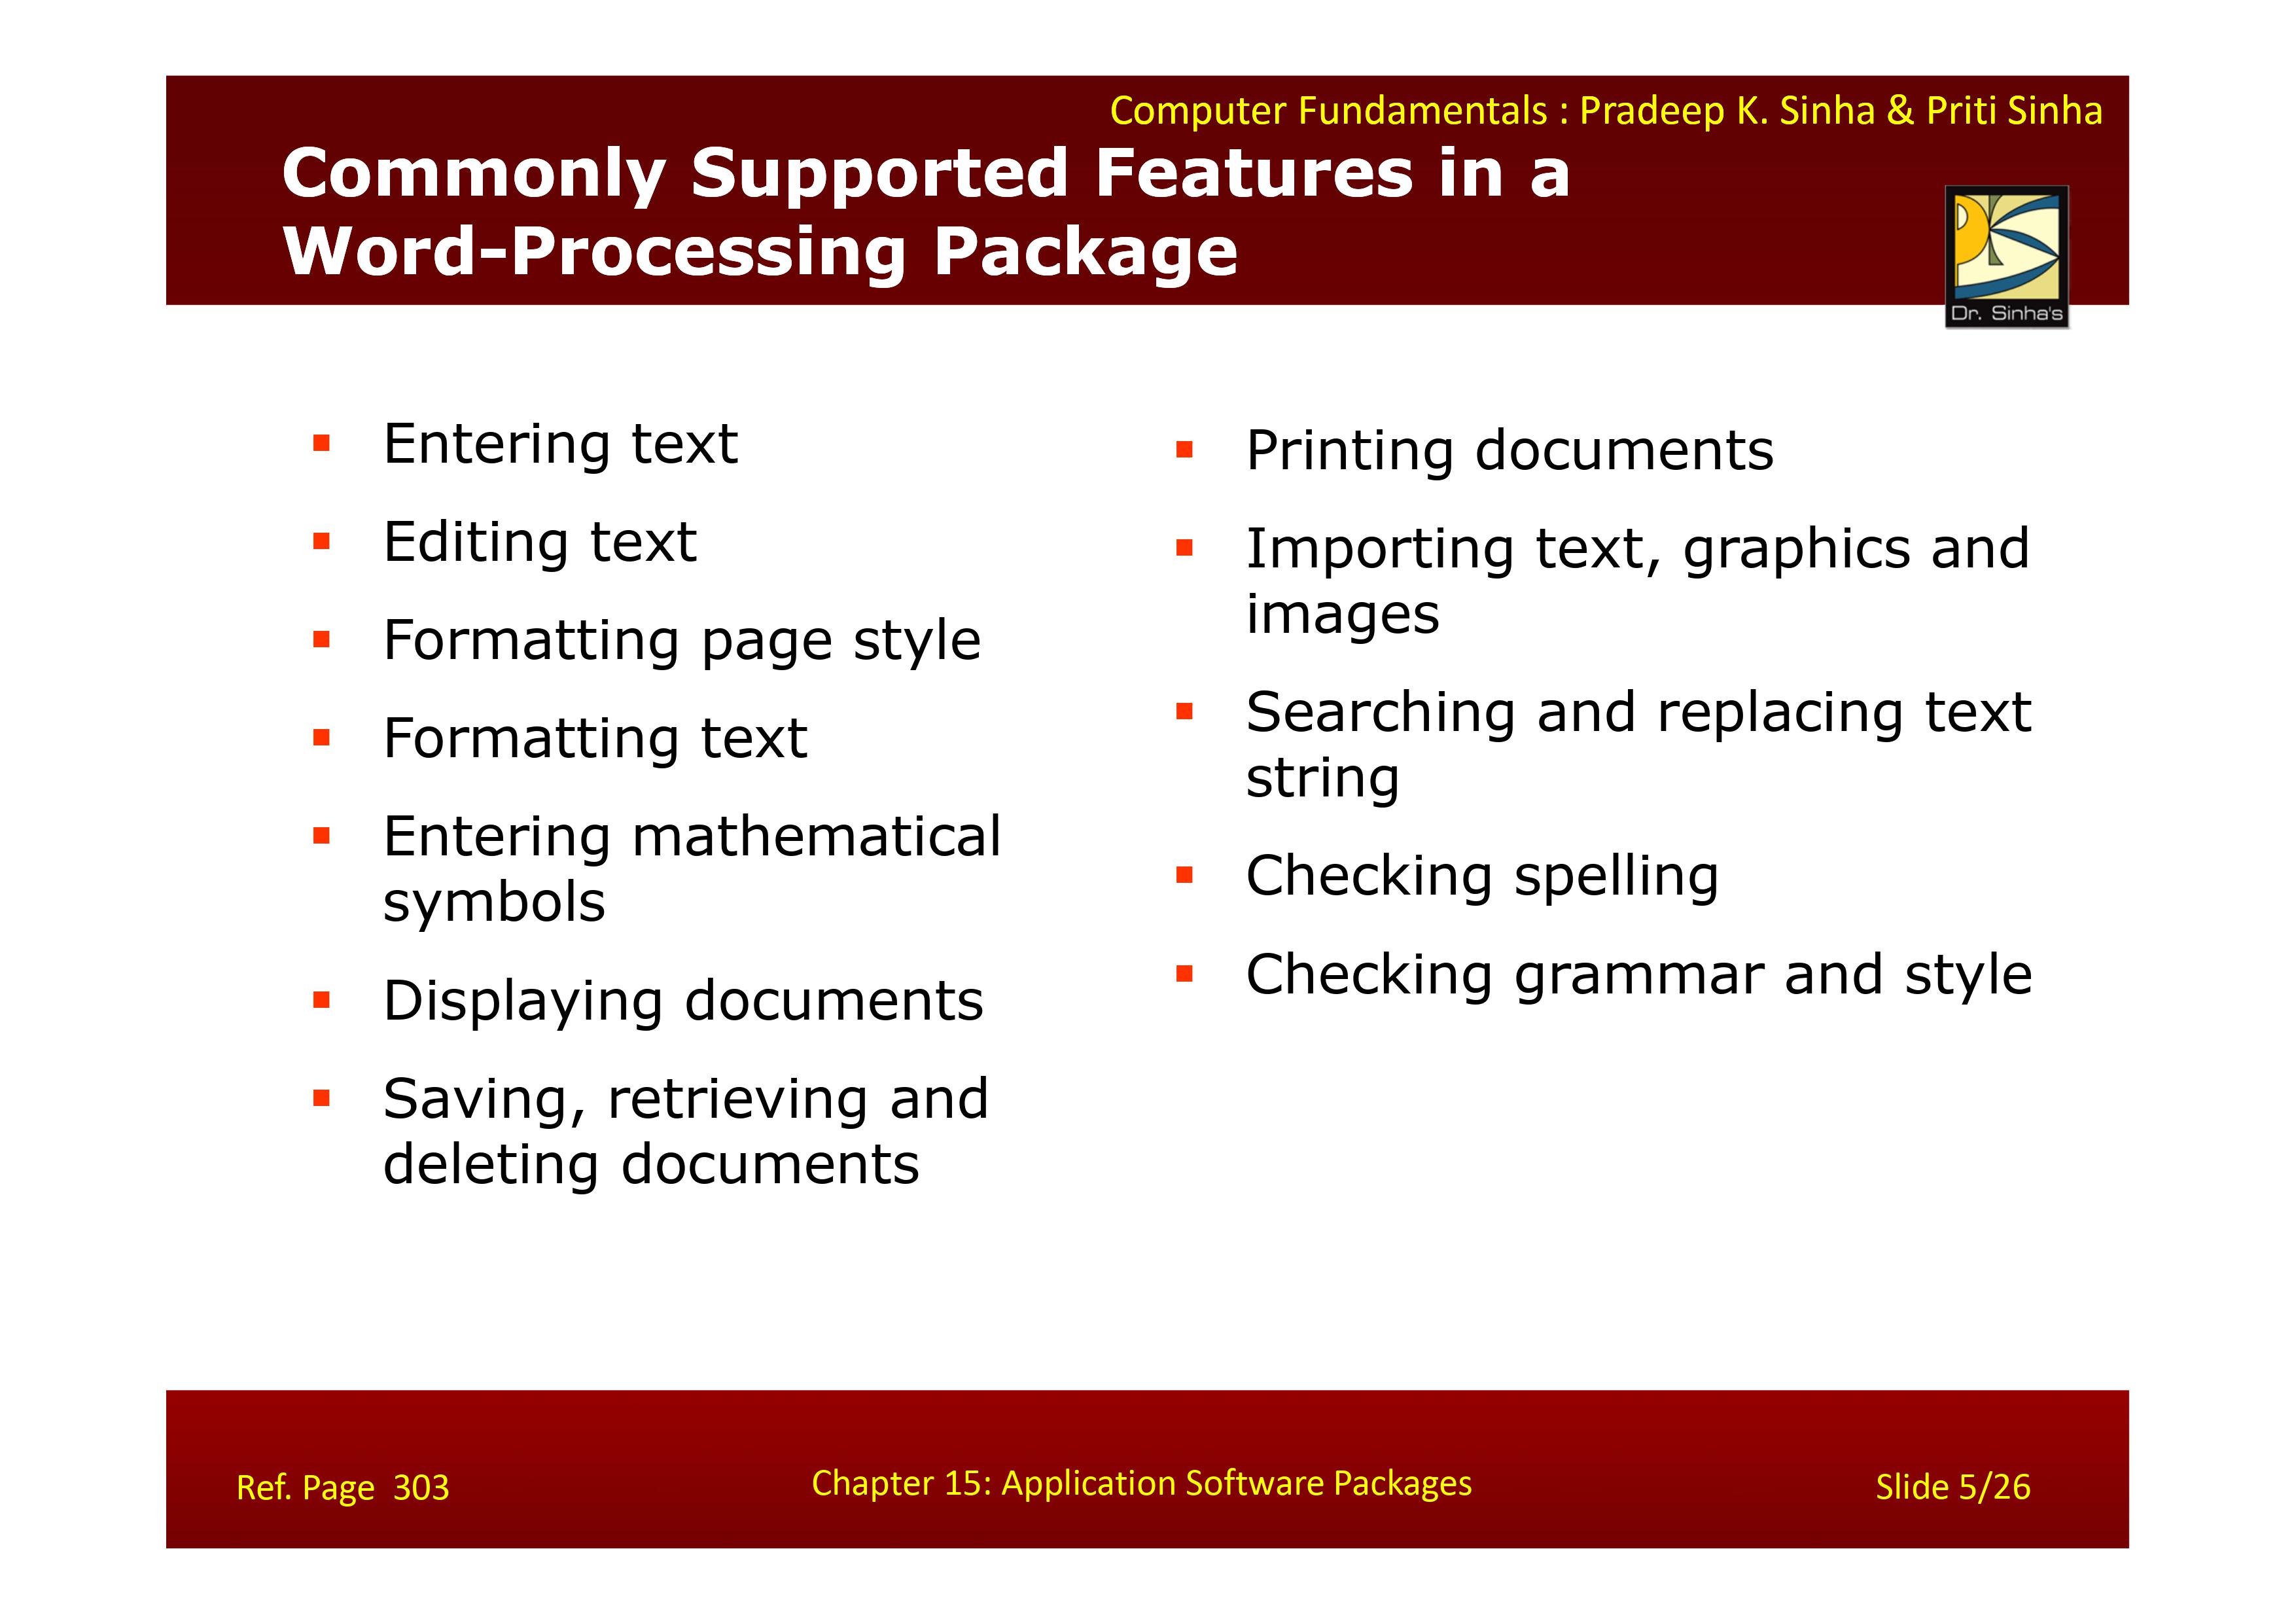 Computer Fundamentals : Pradeep K. Sinha & Priti Sinha
Commonly Supported Features in a
Word-Processing Package
Dr. Sinha's
▪ Entering text
▪ Editing text
▪ Formatting page style
▪ Formatting text
▪ Entering mathematical
symbols
▪ Displaying documents
▪ Saving, retrieving and
deleting documents
▪ Printing documents
▪ Importing text, graphics and
images
▪ Searching and replacing text
string
▪ Checking spelling
▪ Checking grammar and style
Ref. Page 303
Chapter 15: Application Software Packages
Slide 5/26